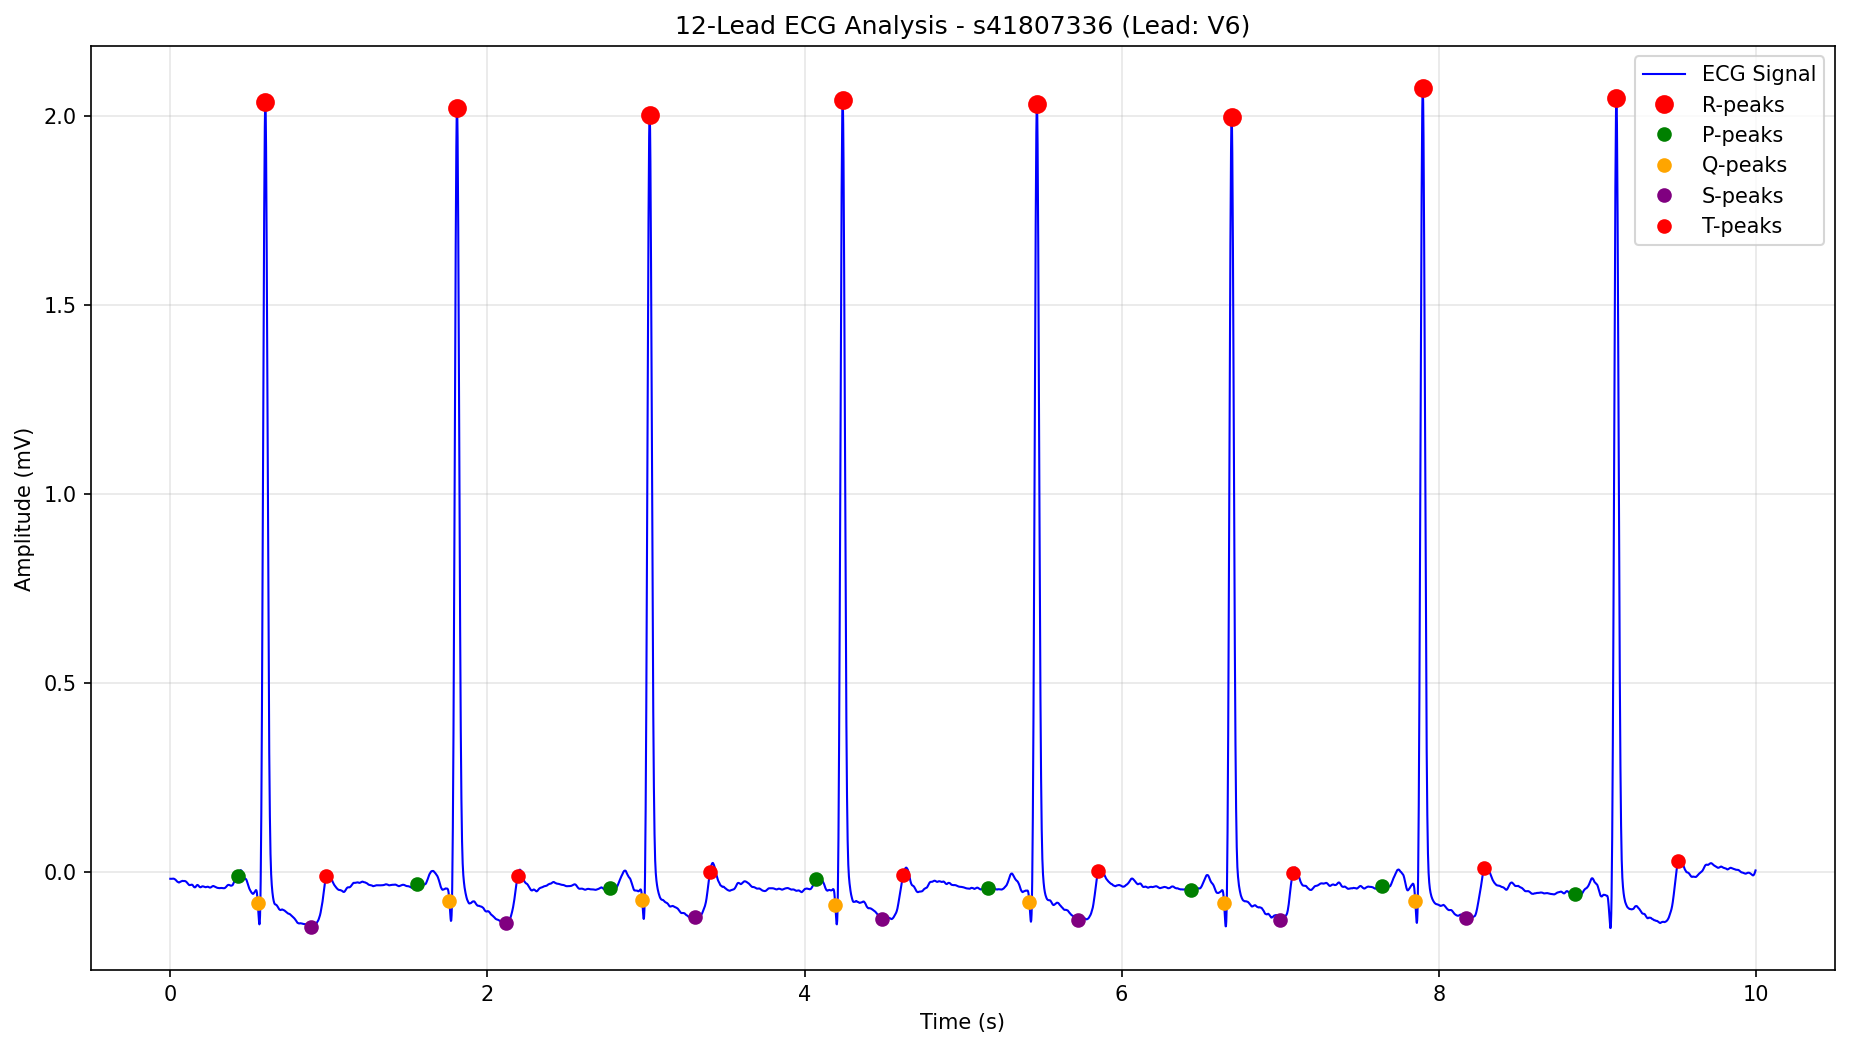 12-Lead ECG Analysis - s41807336 (Lead: V6)
ECG Signal
R-peaks
P-peaks
Q-peaks
S-peaks
T-peaks
Amplitude (mV)
2.0
1.5
1.0
0.5
0.0
0 2 4 6 8 10
Time (s)